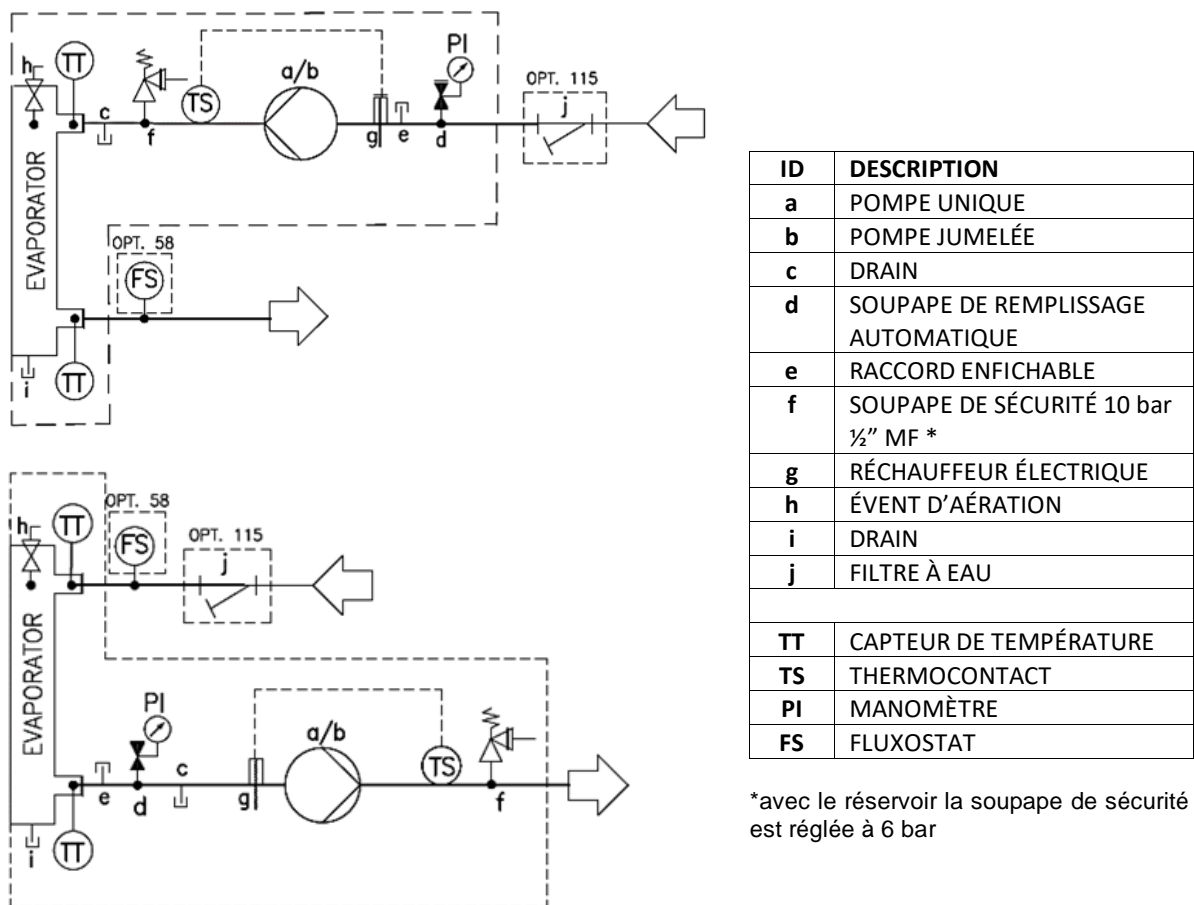 PI
h
TT
a/b
OPT. 115
c
TS
j
f
g
e
d
EVAPORATOR
OPT. 58
FS
i
TT
OPT. 58
h
TT
FS
OPT. 115
j
EVAPORATOR
PI
a/b
c
TS
e
d
g
f
i
TT
ID DESCRIPTION
a POMPE UNIQUE
b POMPE JUMELÉE
c DRAIN
d SOUPAPE DE REMPLISSAGE
AUTOMATIQUE
e RACCORD ENFICHABLE
f SOUPAPE DE SÉCURITÉ 10 bar
½” MF *
g RÉCHAUFFEUR ÉLECTRIQUE
h ÉVENT D’AÉRATION
i DRAIN
j FILTRE À EAU
TT CAPTEUR DE TEMPÉRATURE
TS THERMOCONTACT
PI MANOMÈTRE
FS FLUXOSTAT
*avec le réservoir la soupape de sécurité
est réglée à 6 bar